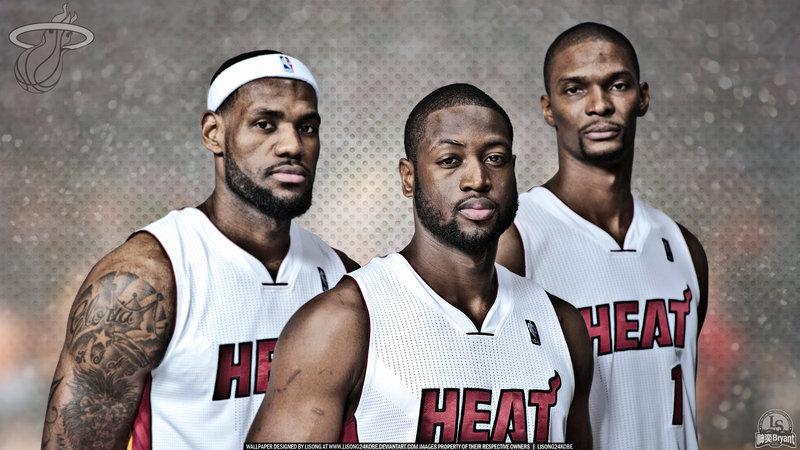 Gloria
HEAT
HEAT
HEAT
1
WALLPAPER DESIGNED BY LISONG AT WWW.LISONG24KOBE.DEVIANTART.COM IMAGES PROPERTY OF THEIR RESPECTIVE OWNERS | LISONG24KOBE
LS
Bryant